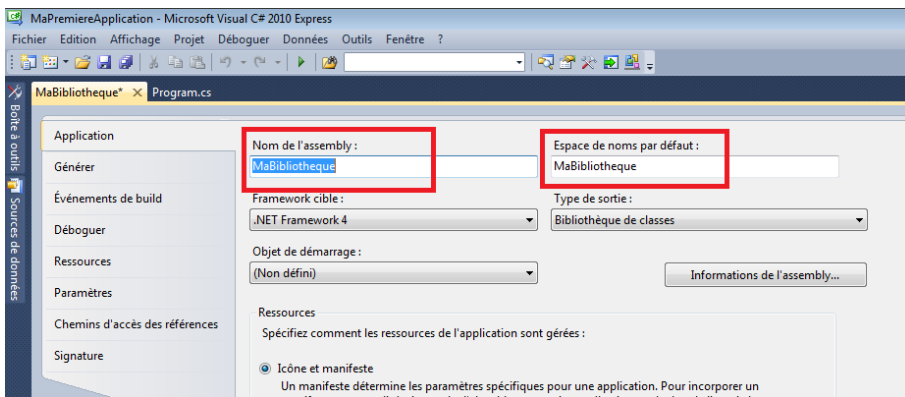 MaPremiereApplication - Microsoft Visual C# 2010 Express
Fichier Edition Affichage Projet Déboguer Données Outils Fenêtre ?
MaBibliotheque* Program.cs
Boîte à outils
Sources de données
Application
Générer
Événements de build
Déboguer
Ressources
Paramètres
Chemins d'accès des références
Signature
Nom de l'assembly : Espace de noms par défaut :
MaBibliotheque MaBibliotheque
Framework cible : Type de sortie :
.NET Framework 4 Bibliothèque de classes
Objet de démarrage :
(Non défini) Informations de l'assembly...
Ressources
Spécifiez comment les ressources de l'application sont gérées :
Icône et manifeste
Un manifeste détermine les paramètres spécifiques pour une application. Pour incorporer un